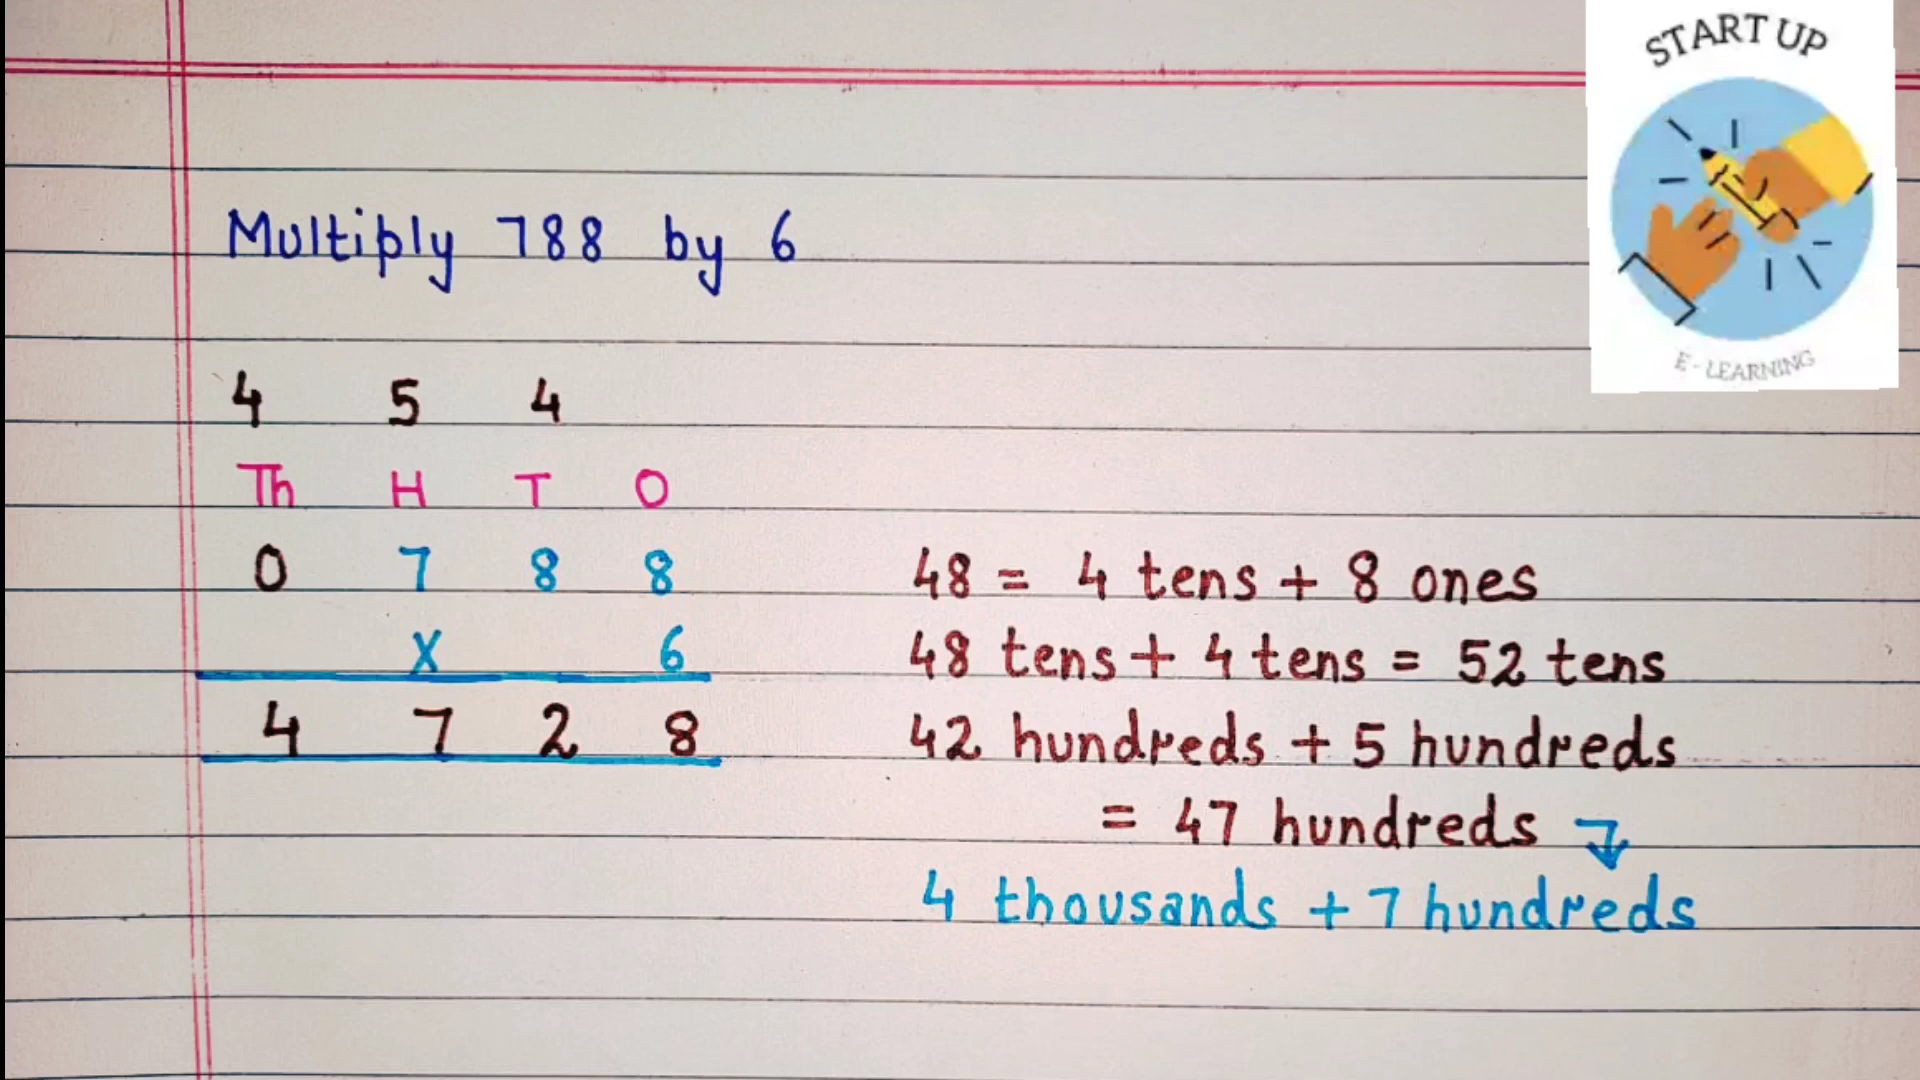 START UP
E-LEARNING
Multiply 788 by 6
4 5 4
Th H T O
0 7 8 8
X 6
4 7 2 8
48 = 4 tens + 8 ones
48 tens + 4 tens = 52 tens
42 hundreds + 5 hundreds
= 47 hundreds
4 thousands + 7 hundreds